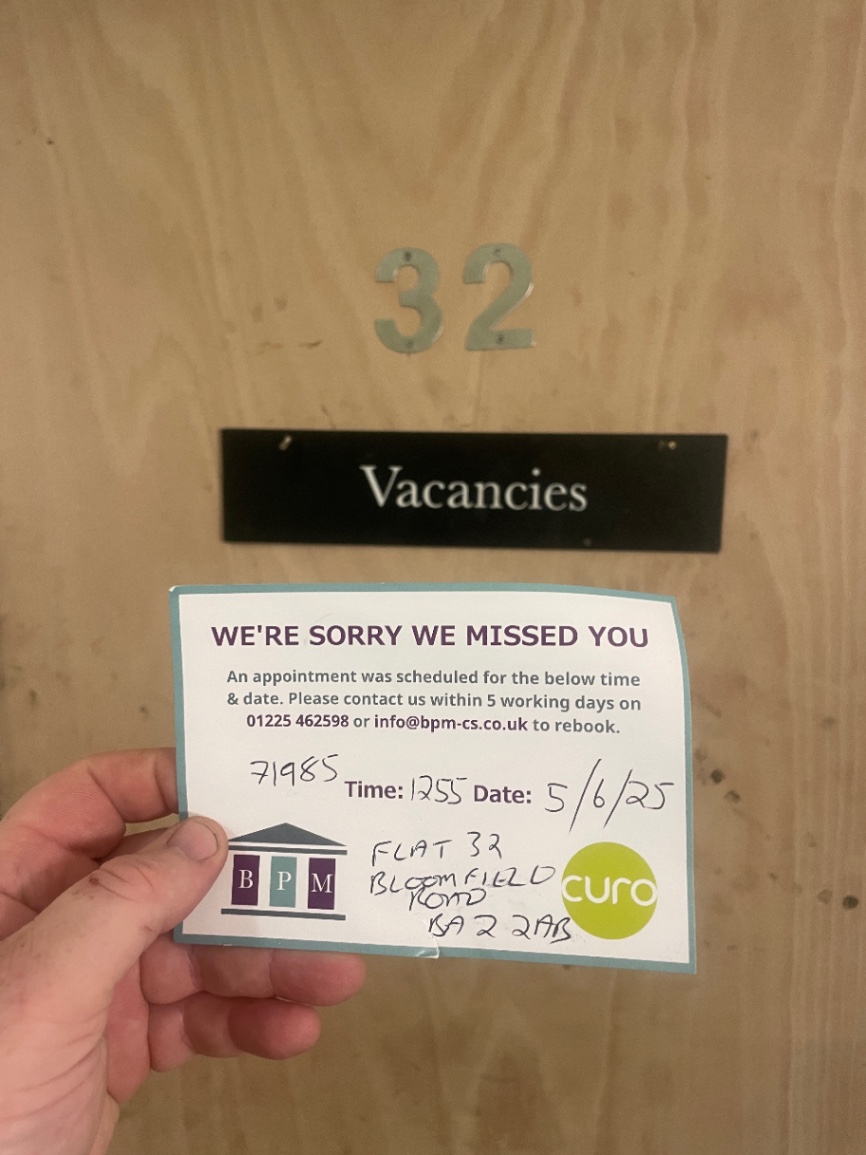 32
Vacancies
WE'RE SORRY WE MISSED YOU
An appointment was scheduled for the below time
& date. Please contact us within 5 working days on
01225 462598 or info@bpm-cs.co.uk to rebook.
71985 Time: 1255 Date: 5/6/25
FLAT 32
BLOOMFIELD
ROAD
BA2 2AB
B P M
curo